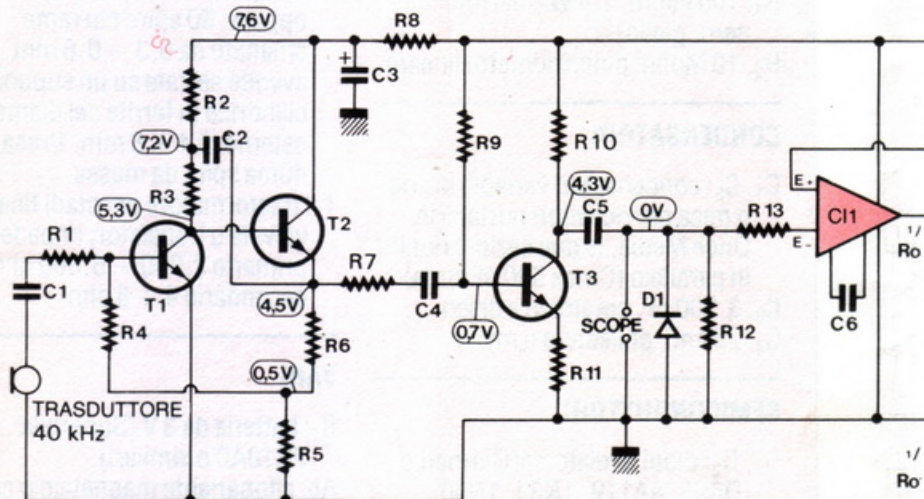 7,6V
R8
C3
R2
7,2V
C2
R3
5,3V
T2
R1
T1
C1
R4
4,5V
R7
C4
R6
0,5V
R5
TRASDUTTORE
40 kHz
R9
R10
4,3V
C5
0V
R13
T3
0,7V
R11
SCOPE
D1
R12
E+
E-
CI1
C6
1/
Ro
1/
Ro